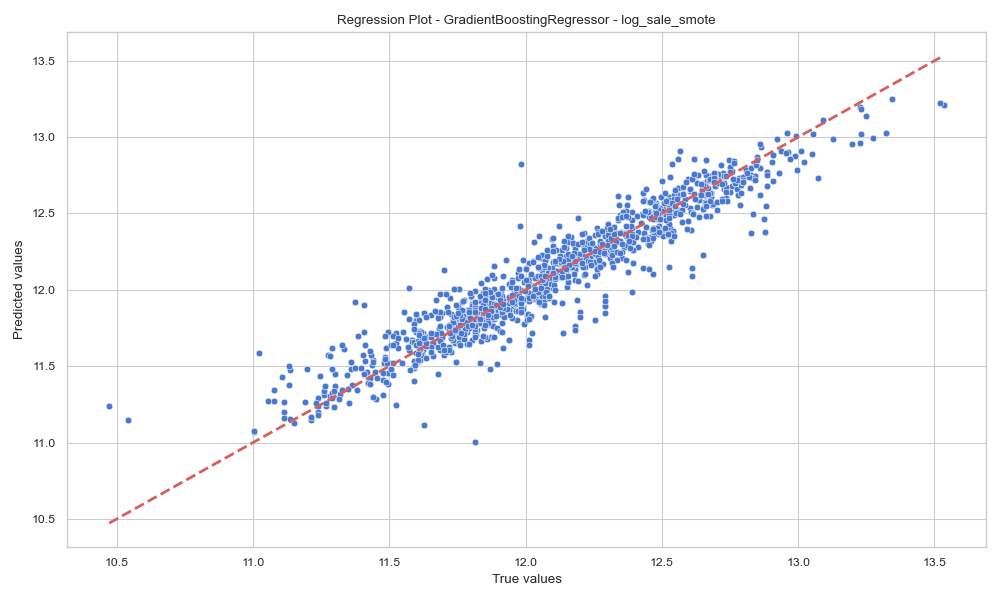 Regression Plot - GradientBoostingRegressor - log_sale_smote
Predicted values
13.5
13.0
12.5
12.0
11.5
11.0
10.5
10.5 11.0 11.5 12.0 12.5 13.0 13.5
True values